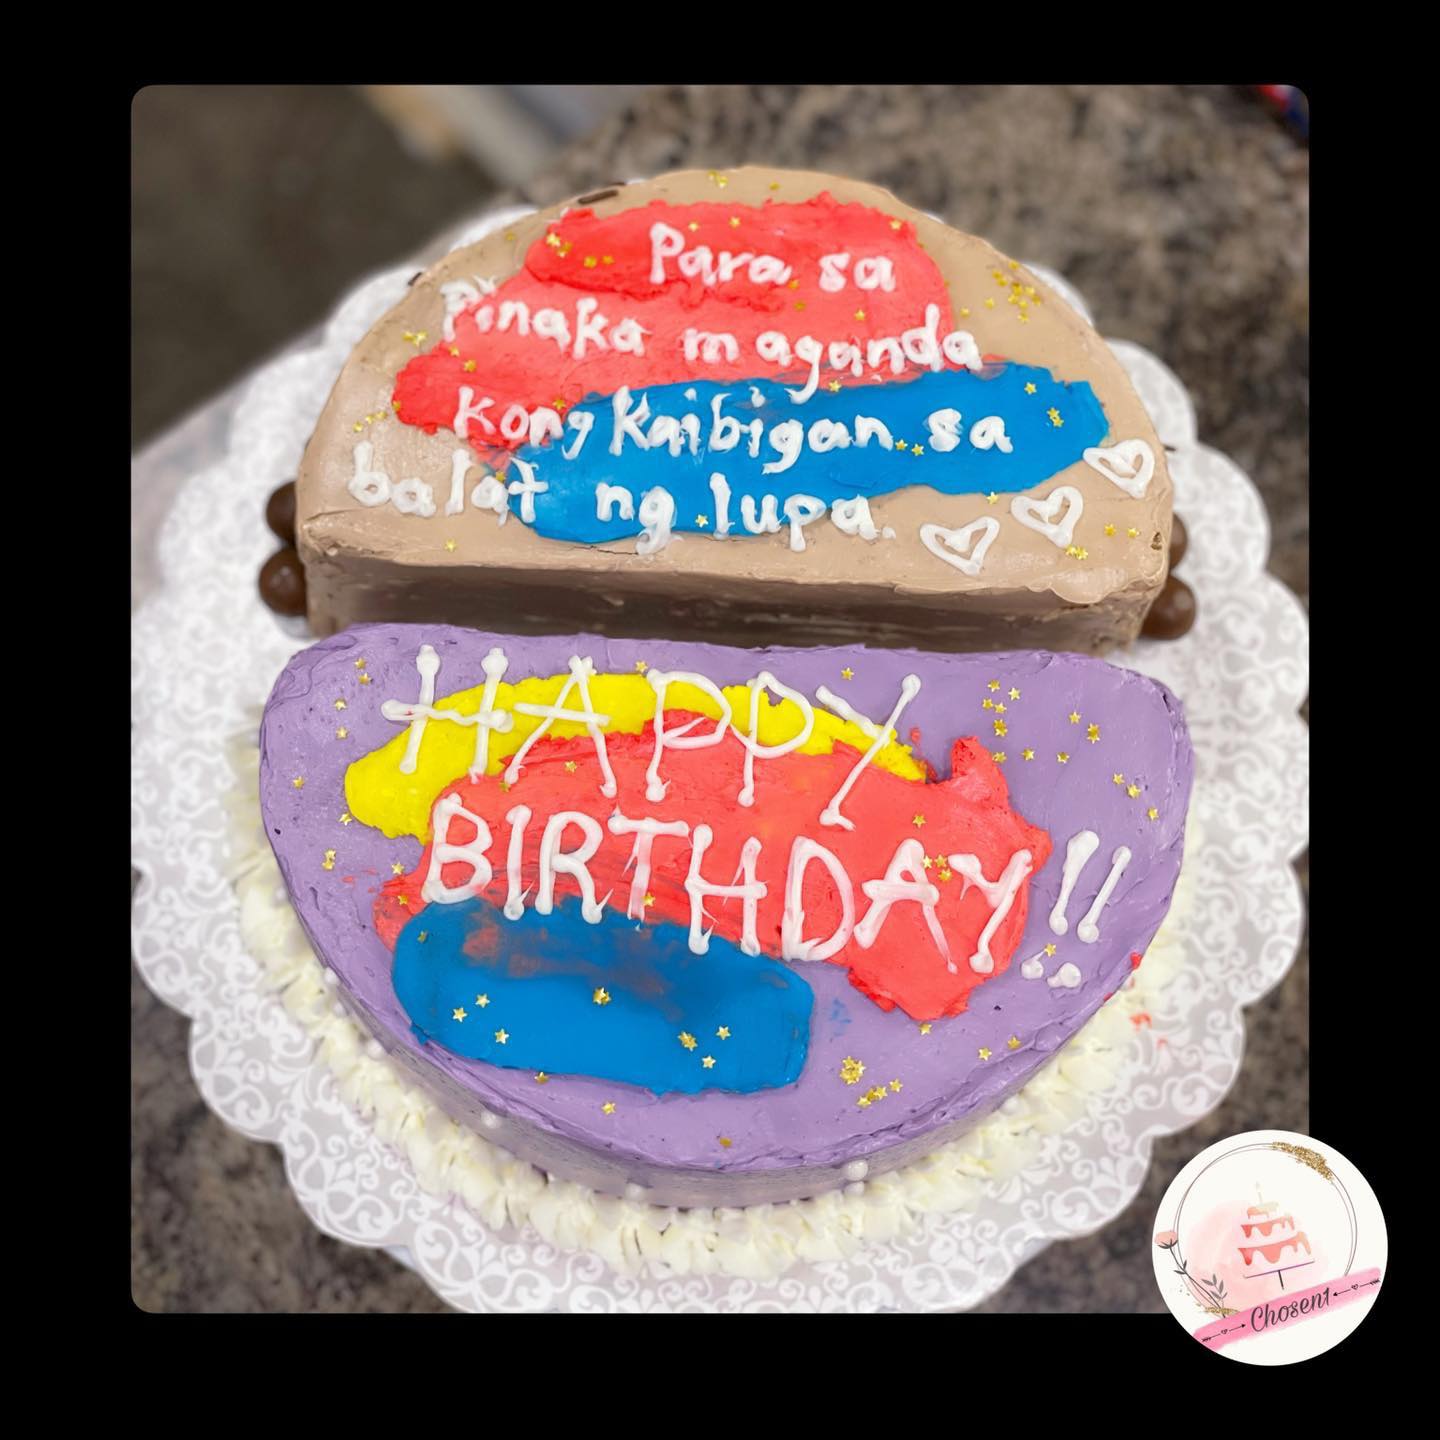 Para sa
Pinaka maganda
Kong Kaibigan sa
balat ng lupa.
HAPPY
BIRTHDAY!!
Chosen1